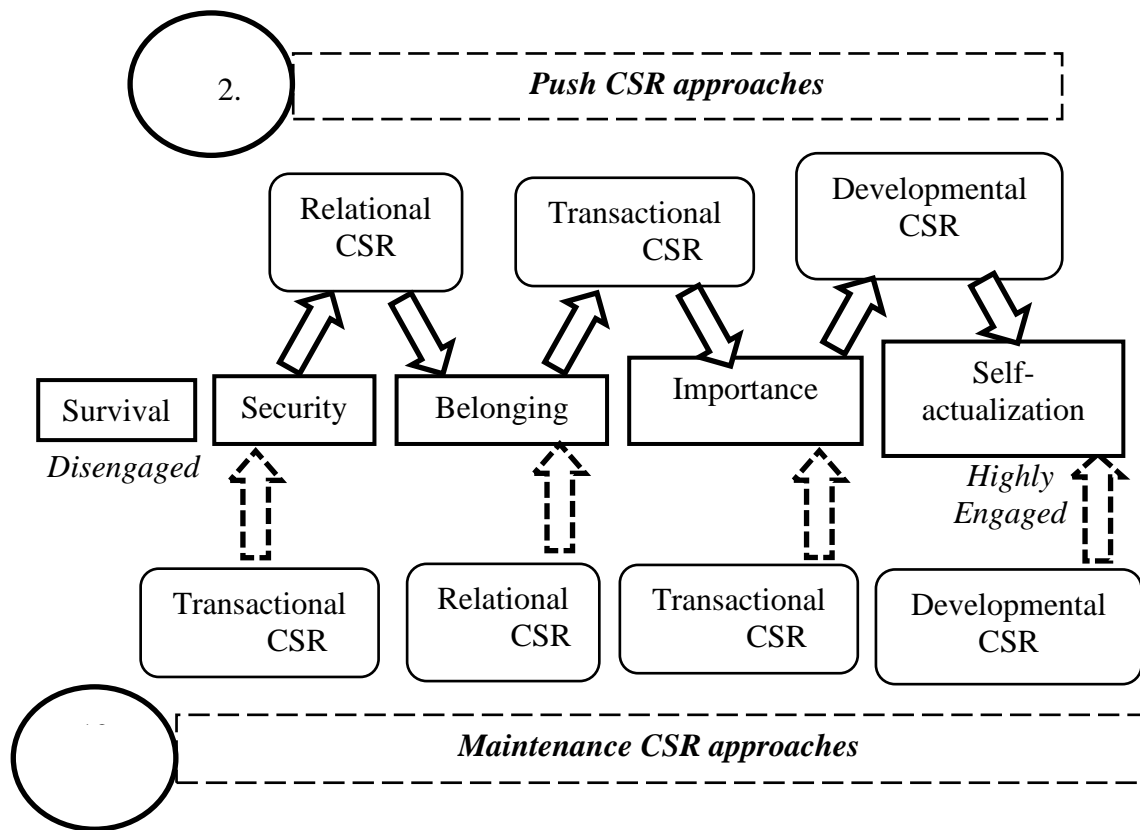 2.
Push CSR approaches
Relational
CSR
Transactional
CSR
Developmental
CSR
Survival
Security
Belonging
Importance
Self-
actualization
Disengaged
Highly
Engaged
Transactional
CSR
Relational
CSR
Transactional
CSR
Developmental
CSR
Maintenance CSR approaches